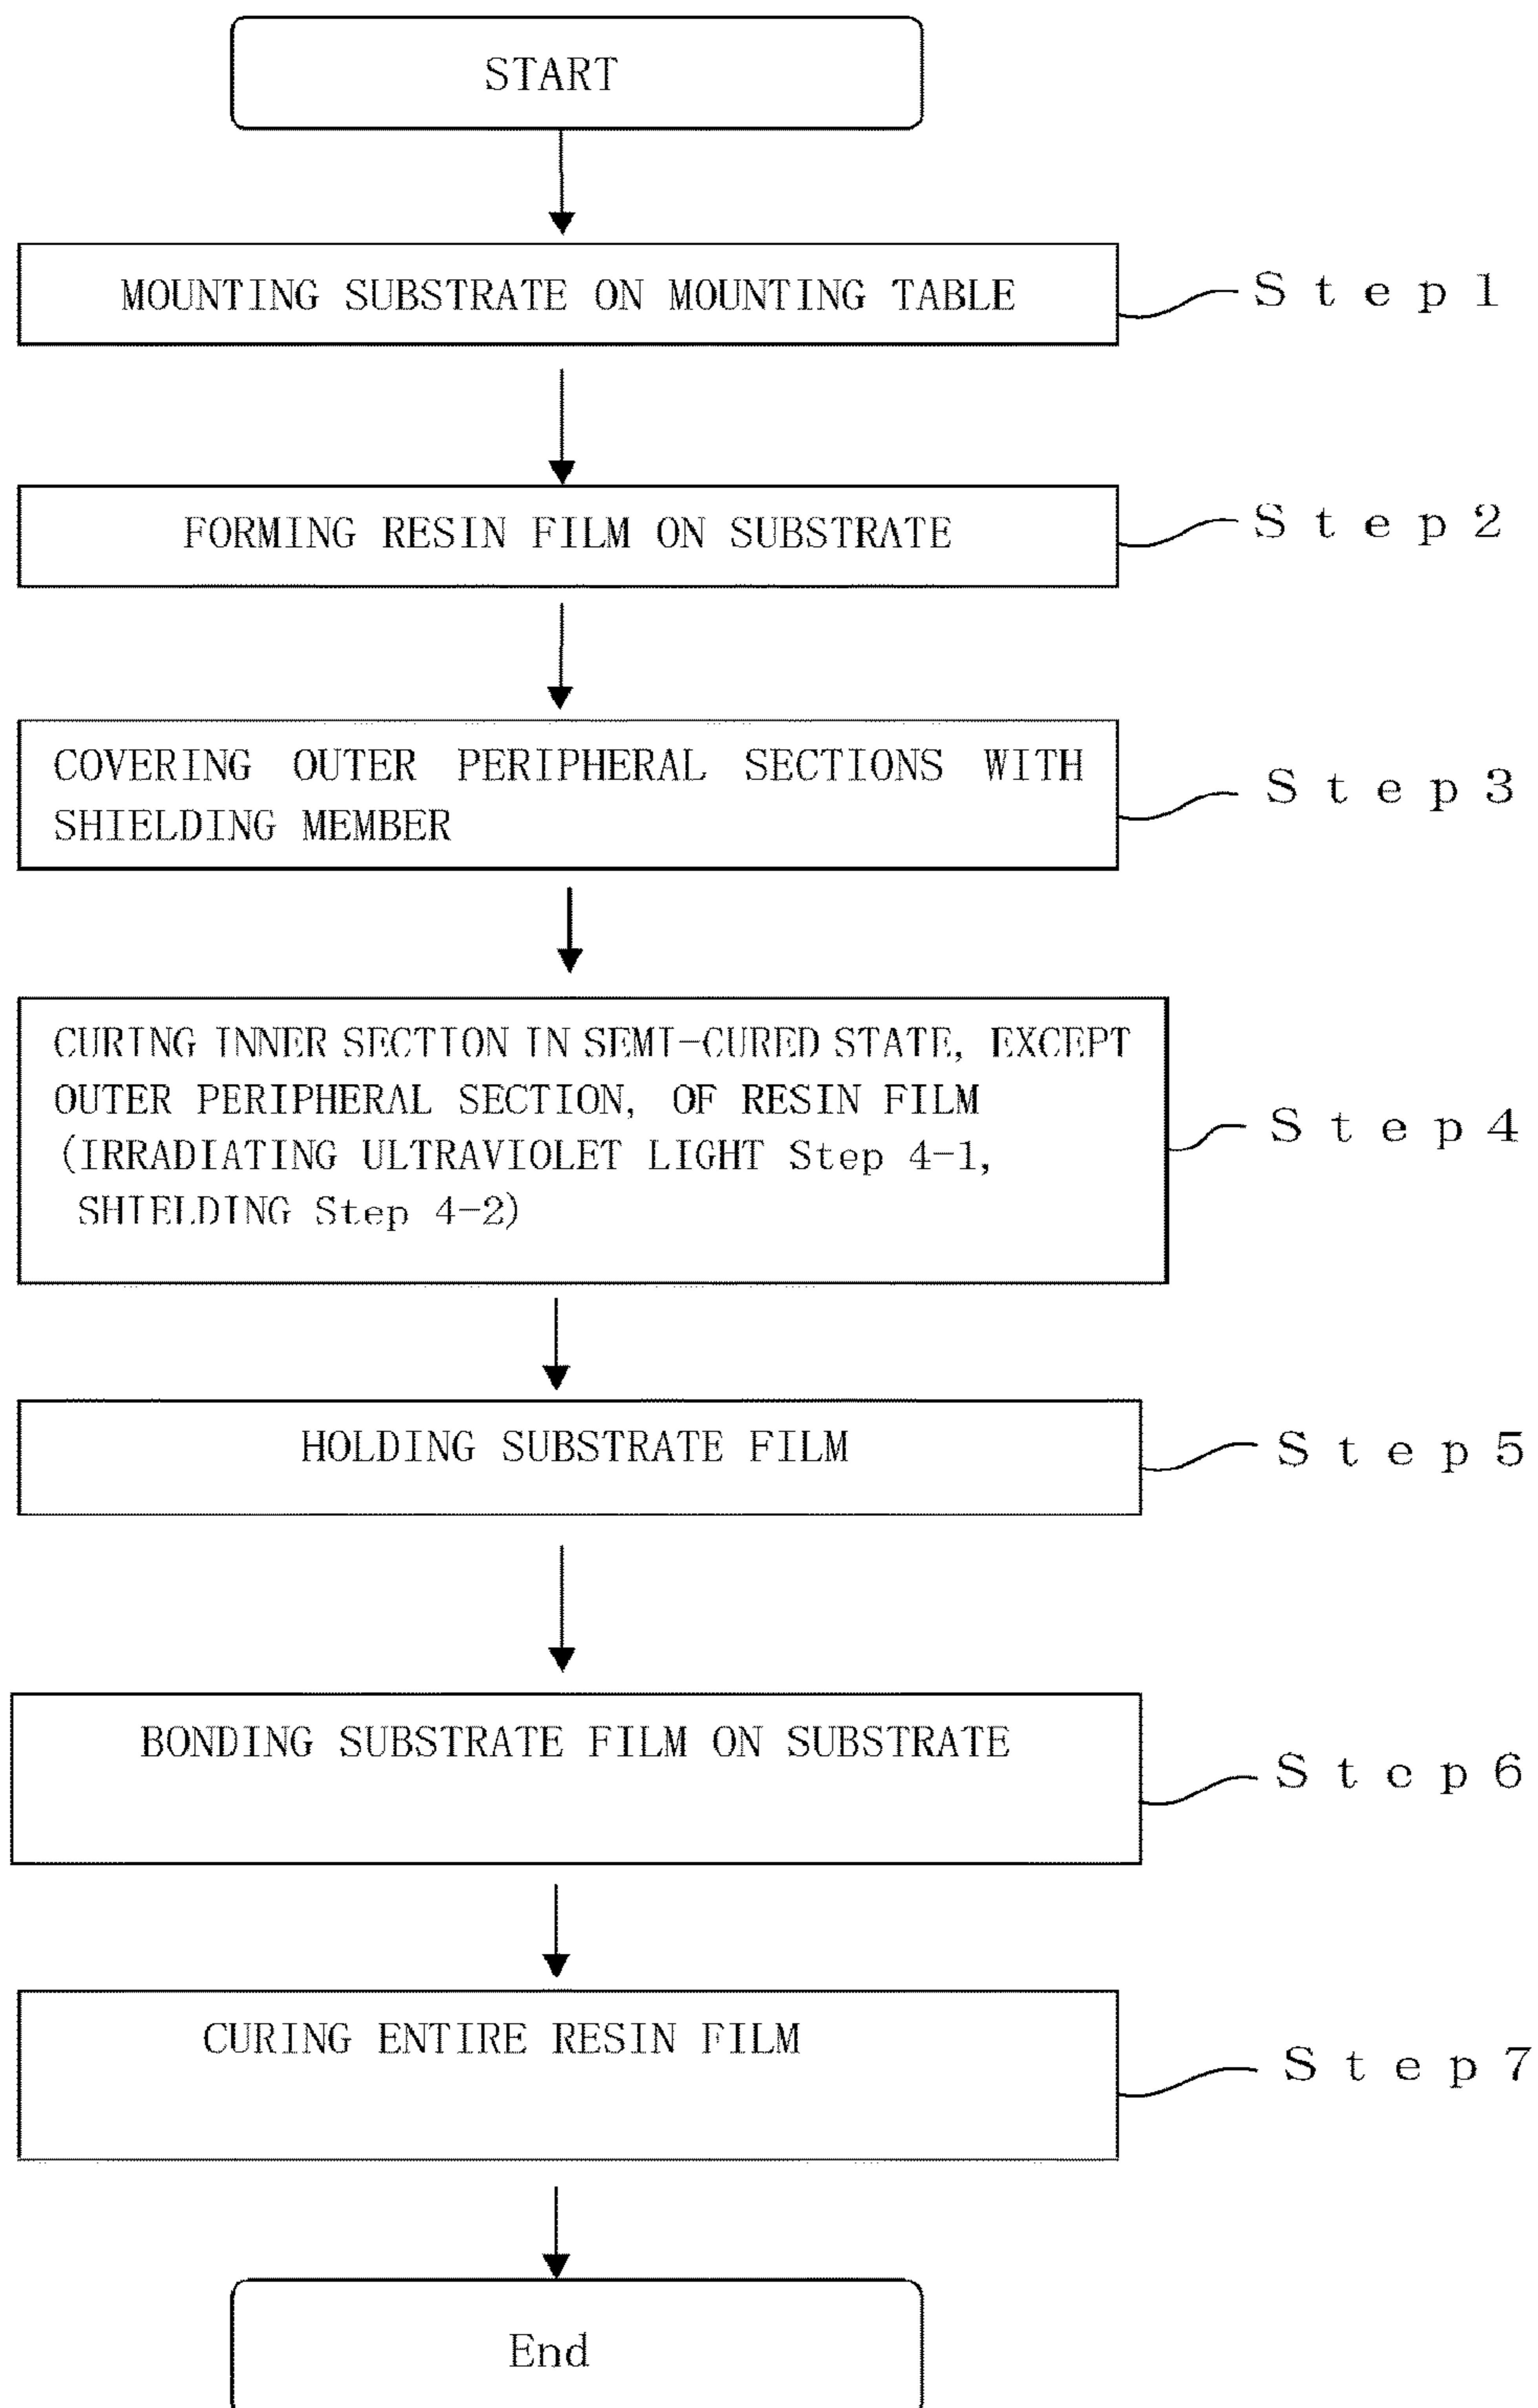 START
MOUNTING SUBSTRATE ON MOUNTING TABLE
Step1
FORMING RESIN FILM ON SUBSTRATE
Step2
COVERING OUTER PERIPHERAL SECTIONS WITH
SHIELDING MEMBER
Step3
CURING INNER SECTION IN SEMI-CURED STATE, EXCEPT
OUTER PERIPHERAL SECTION, OF RESIN FILM
(IRRADIATING ULTRAVIOLET LIGHT Step 4-1,
SHIELDING Step 4-2)
Step4
HOLDING SUBSTRATE FILM
Step5
BONDING SUBSTRATE FILM ON SUBSTRATE
Step6
CURING ENTIRE RESIN FILM
Step7
End